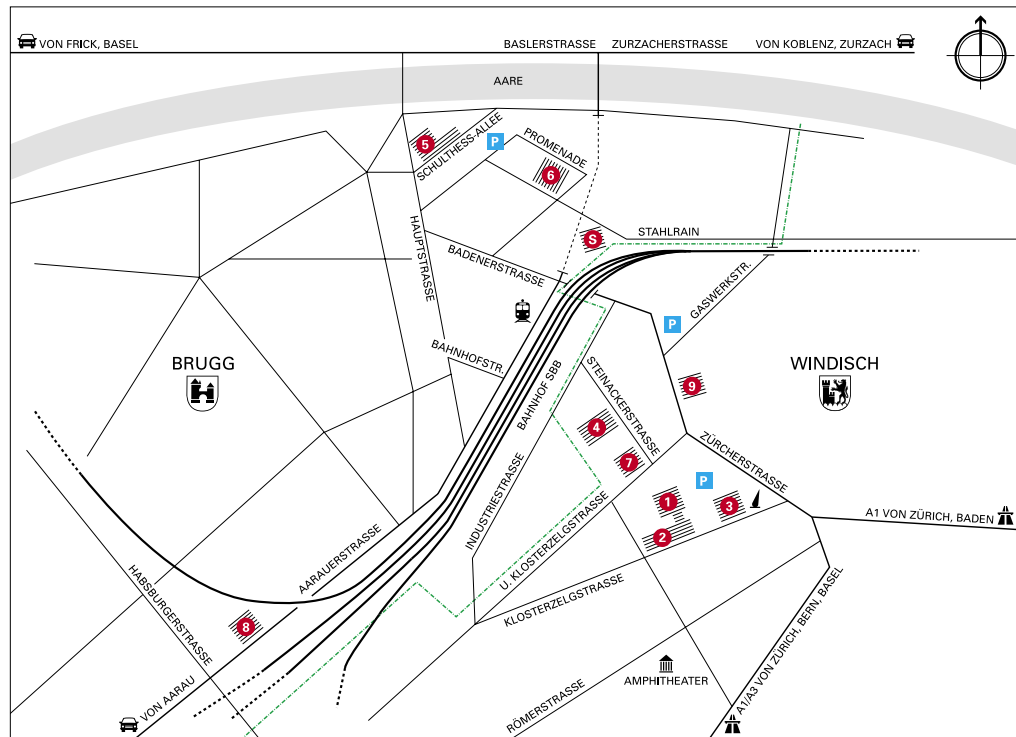 VON FRICK, BASEL
BASLERSTRASSE
ZURZACHERSTRASSE
VON KOBLENZ, ZURZACH
AARE
5
SCHULTHESS-ALLEE
P
PROMENADE
6
HAUPTSTRASSE
S
STAHLRAIN
BADENERSTRASSE
GASWERKSTR.
P
BAHNHOFSTR.
BRUGG
BAHNHOF SBB
STEINACKERSTRASSE
WINDISCH
9
4
7
ZÜRCHERSTRASSE
P
1
3
2
INDUSTRIESTRASSE
U. KLOSTERZELGSTRASSE
A1 VON ZÜRICH, BADEN
AARAUERSTRASSE
HABSBURGERSTRASSE
KLOSTERZELGSTRASSE
8
A1/A3 VON ZÜRICH, BERN, BASEL
AMPHITHEATER
VON AARAU
RÖMERSTRASSE